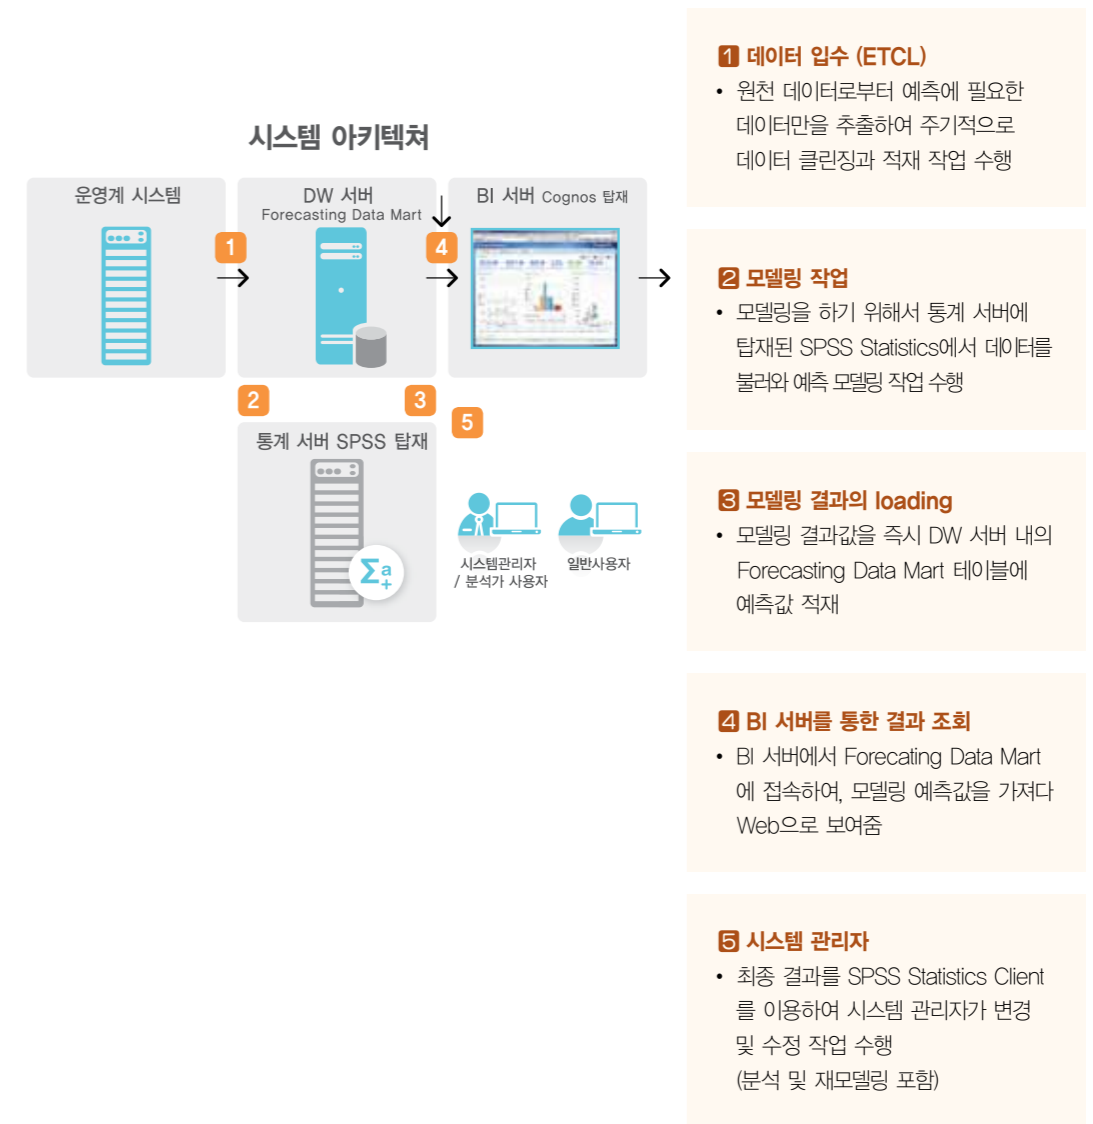 시스템 아키텍쳐
운영계 시스템
DW 서버
Forecasting Data Mart
BI 서버 Cognos 탑재
1
4
2
3
5
통계 서버 SPSS 탑재
Σa
+
시스템관리자
/ 분석가 사용자
일반사용자
1 데이터 입수 (ETCL)
• 원천 데이터로부터 예측에 필요한
데이터만을 추출하여 주기적으로
데이터 클린징과 적재 작업 수행
2 모델링 작업
• 모델링을 하기 위해서 통계 서버에
탑재된 SPSS Statistics에서 데이터를
불러와 예측 모델링 작업 수행
3 모델링 결과의 loading
• 모델링 결과값을 즉시 DW 서버 내의
Forecasting Data Mart 테이블에
예측값 적재
4 BI 서버를 통한 결과 조회
• BI 서버에서 Forecating Data Mart
에 접속하여, 모델링 예측값을 가져다
Web으로 보여줌
5 시스템 관리자
• 최종 결과를 SPSS Statistics Client
를 이용하여 시스템 관리자가 변경
및 수정 작업 수행
(분석 및 재모델링 포함)